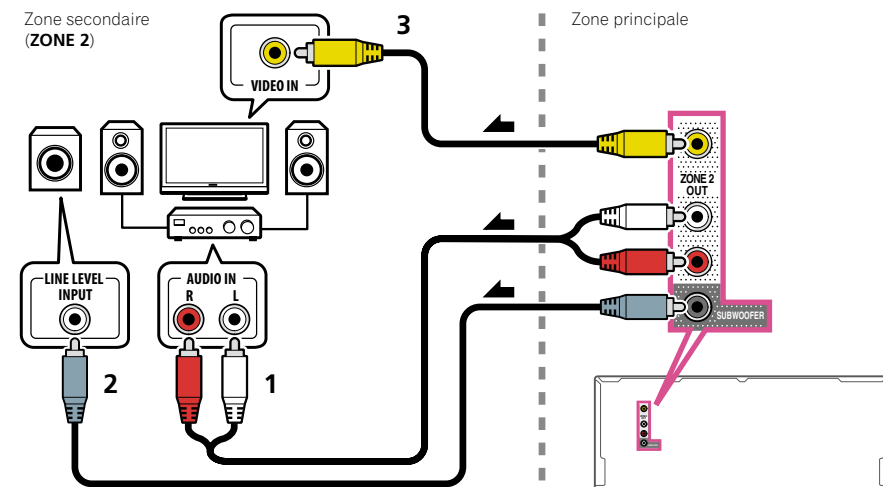 Zone secondaire
(ZONE 2)
3
Zone principale
VIDEO IN
ZONE 2
OUT
LINE LEVEL
INPUT
AUDIO IN
R L
SUBWOOFER
2
1